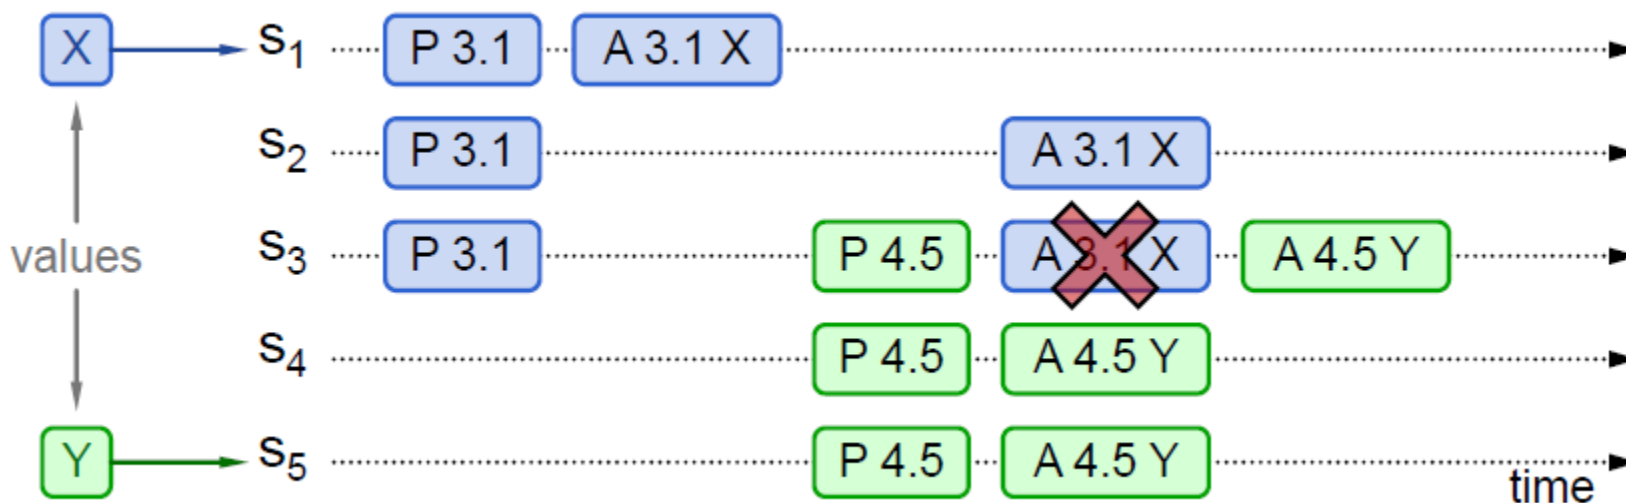 X S1 P 3.1 A 3.1 X
S2 P 3.1 A 3.1 X
values S3 P 3.1 P 4.5 A 3.1 X A 4.5 Y
S4 P 4.5 A 4.5 Y
Y S5 P 4.5 A 4.5 Y
time